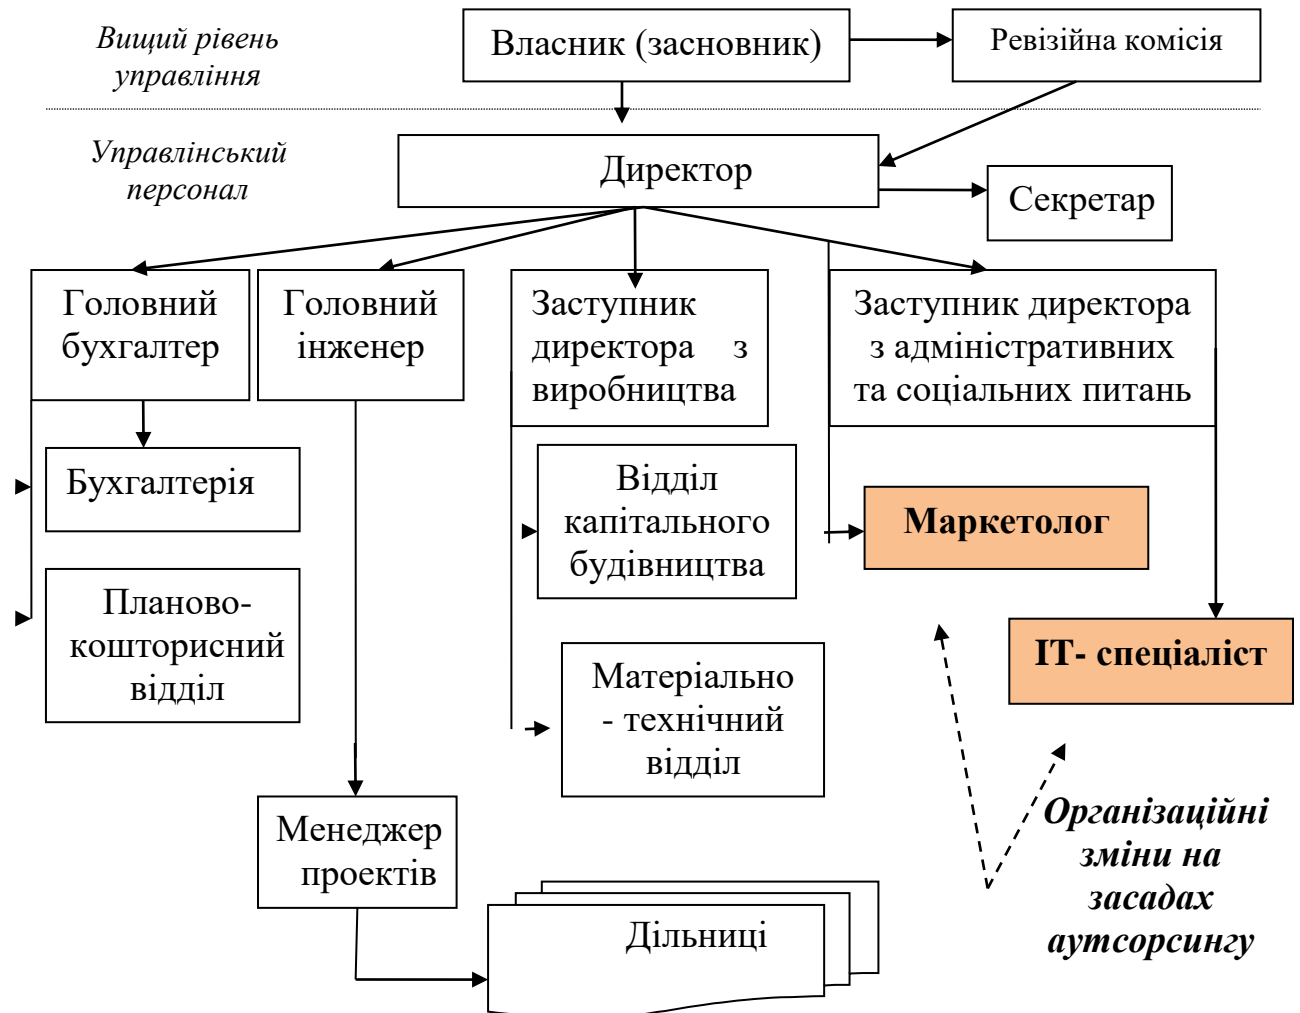 Вищий рівень
управління
Власник (засновник)
Ревізійна комісія
Управлінський
персонал
Директор
Секретар
Головний
бухгалтер
Головний
інженер
Заступник
директора з
виробництва
Заступник директора
з адміністративних
та соціальних питань
Бухгалтерія
Відділ
капітального
будівництва
Маркетолог
Планово-
кошторисний
відділ
ІТ- спеціаліст
Матеріально
- технічний
відділ
Менеджер
проектів
Організаційні
зміни на
засадах
аутсорсингу
Дільниці